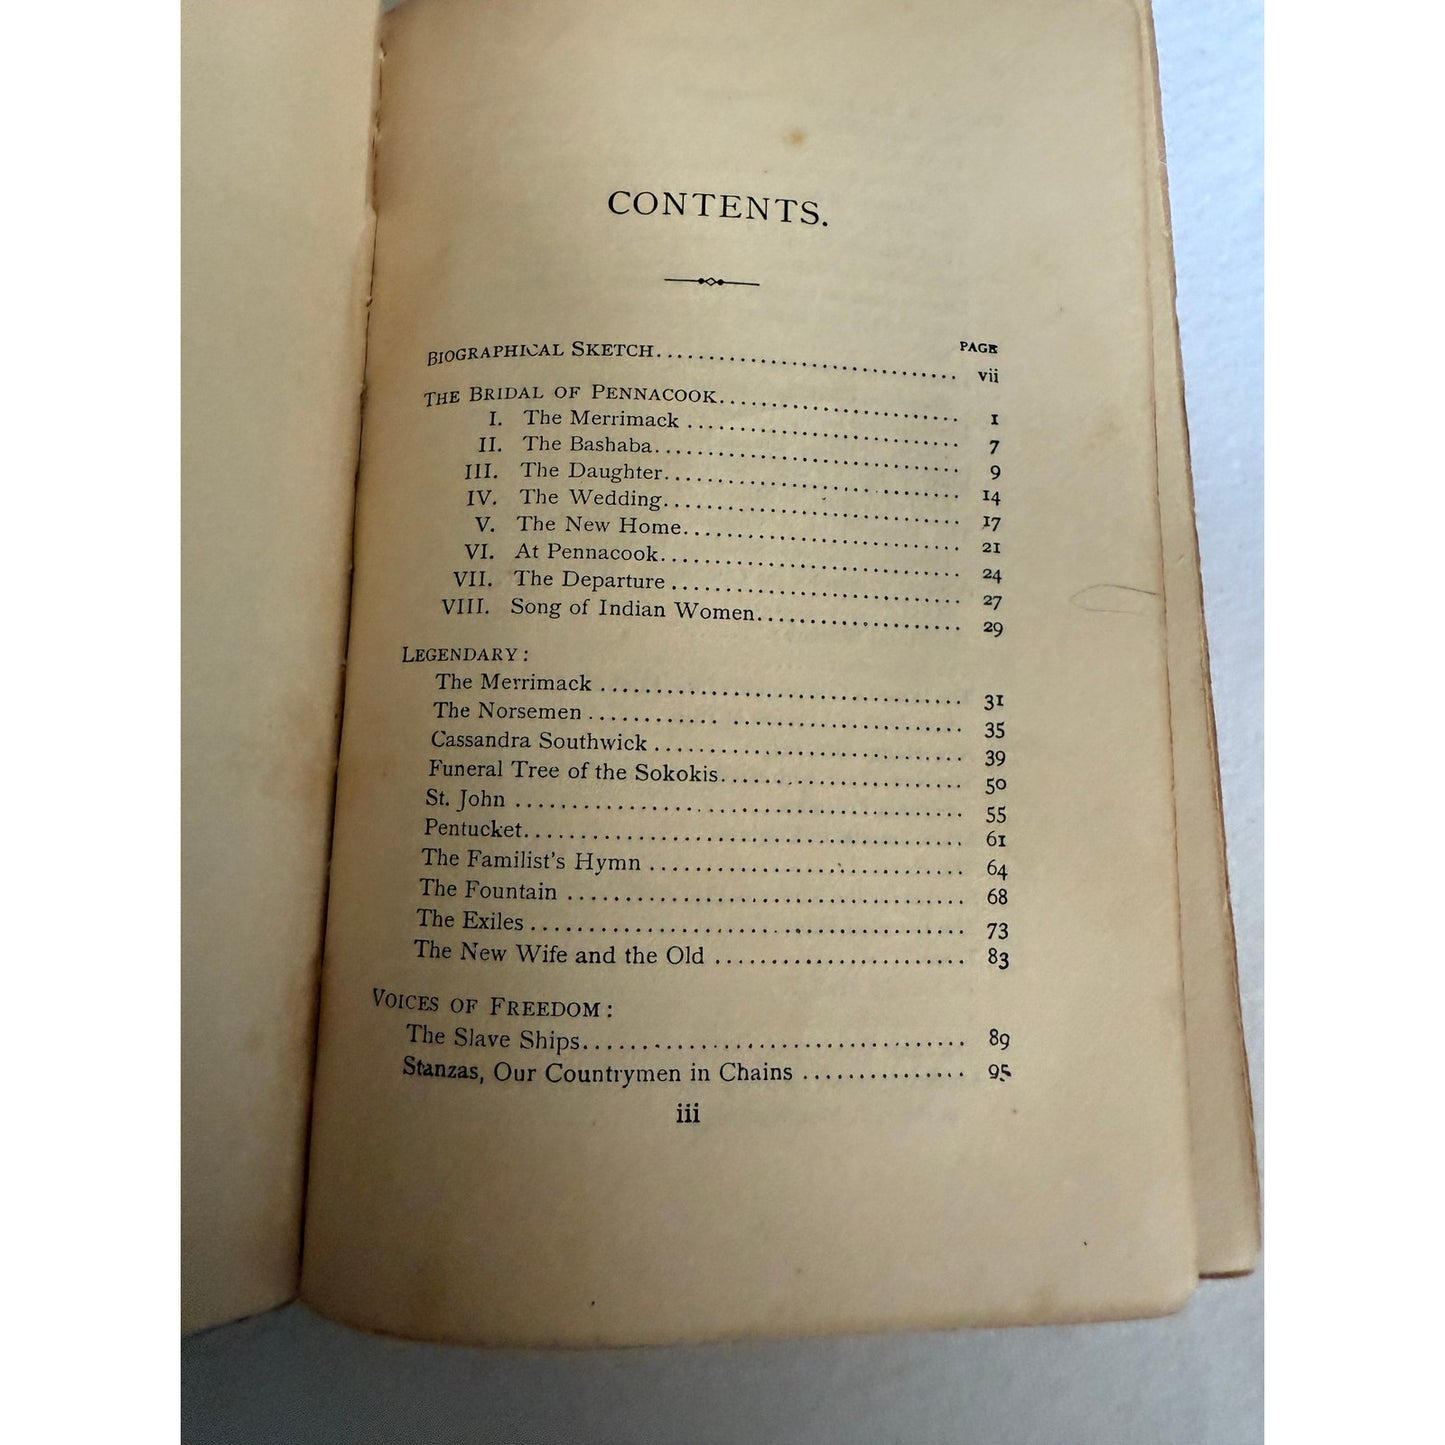 CONTENTS.
PAGE
BIOGRAPHICAL SKETCH.............................. vii
THE BRIDAL OF PENNACOOK........................ 1
I. The Merrimack ........................ 7
II. The Bashaba........................... 9
III. The Daughter.......................... 14
IV. The Wedding.......................... 17
V. The New Home........................ 21
VI. At Pennacook......................... 24
VII. The Departure ........................ 27
VIII. Song of Indian Women.................... 29
LEGENDARY:
The Merrimack ................................ 31
The Norsemen ................................ 35
Cassandra Southwick ........................... 39
Funeral Tree of the Sokokis..................... 50
St. John ....................................... 55
Pentucket...................................... 61
The Familist's Hymn ........................... 64
The Fountain .................................. 68
The Exiles ..................................... 73
The New Wife and the Old ...................... 83
VOICES OF FREEDOM:
The Slave Ships................................. 89
Stanzas, Our Countrymen in Chains ............... 95
iii